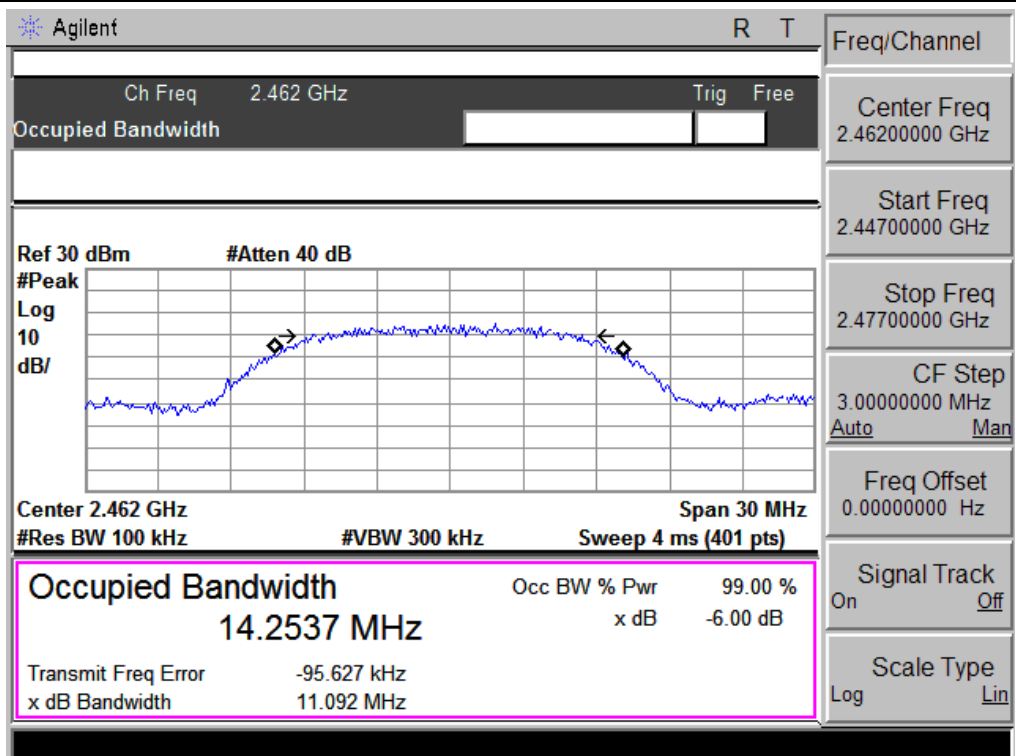 Agilent R T
Ch Freq 2.462 GHz Trig Free
Occupied Bandwidth
Ref 30 dBm #Atten 40 dB
#Peak
Log
10
dB/
Center 2.462 GHz Span 30 MHz
#Res BW 100 kHz #VBW 300 kHz Sweep 4 ms (401 pts)
Occupied Bandwidth Occ BW % Pwr 99.00 %
14.2537 MHz x dB -6.00 dB
Transmit Freq Error -95.627 kHz
x dB Bandwidth 11.092 MHz
Freq/Channel
Center Freq
2.46200000 GHz
Start Freq
2.44700000 GHz
Stop Freq
2.47700000 GHz
CF Step
3.00000000 MHz
Auto Man
Freq Offset
0.00000000 Hz
Signal Track
On Off
Scale Type
Log Lin